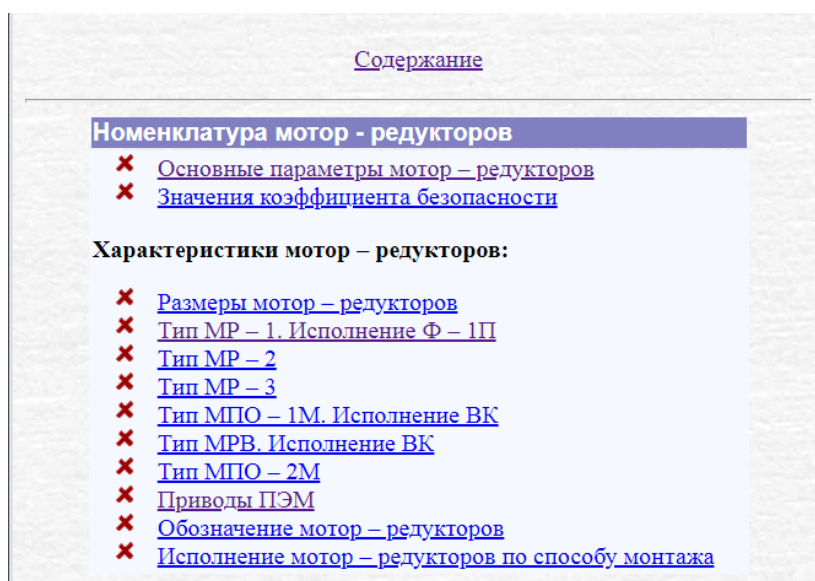 Содержание
Номенклатура мотор - редукторов
Основные параметры мотор – редукторов
Значения коэффициента безопасности
Характеристики мотор – редукторов:
Размеры мотор – редукторов
Тип МР – 1. Исполнение Ф – 1П
Тип МР – 2
Тип МР – 3
Тип МПО – 1М. Исполнение ВК
Тип МРВ. Исполнение ВК
Тип МПО – 2М
Приводы ПЭМ
Обозначение мотор – редукторов
Исполнение мотор – редукторов по способу монтажа